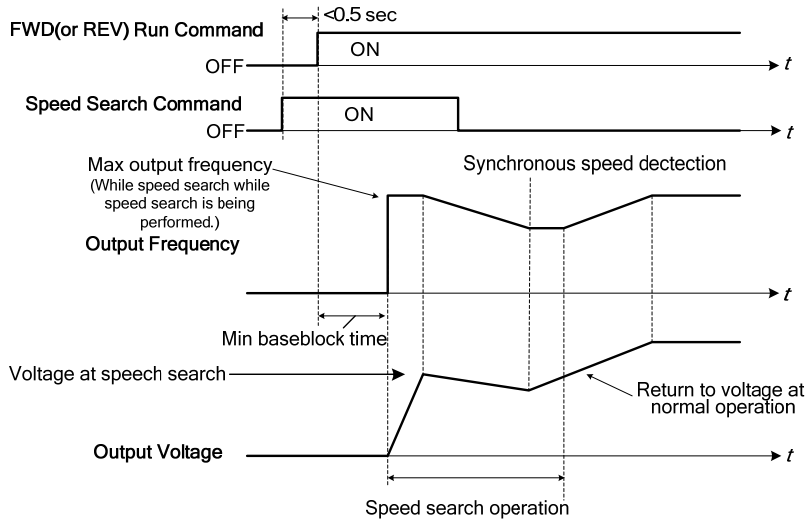 <0.5 sec
FWD(or REV) Run Command
ON
OFF
t
Speed Search Command
ON
OFF
t
Max output frequency
(While speed search while
speed search is being
performed.)
Synchronous speed dectection
Output Frequency
t
Min baseblock time
Voltage at speech search
Return to voltage at
normal operation
Output Voltage
t
Speed search operation